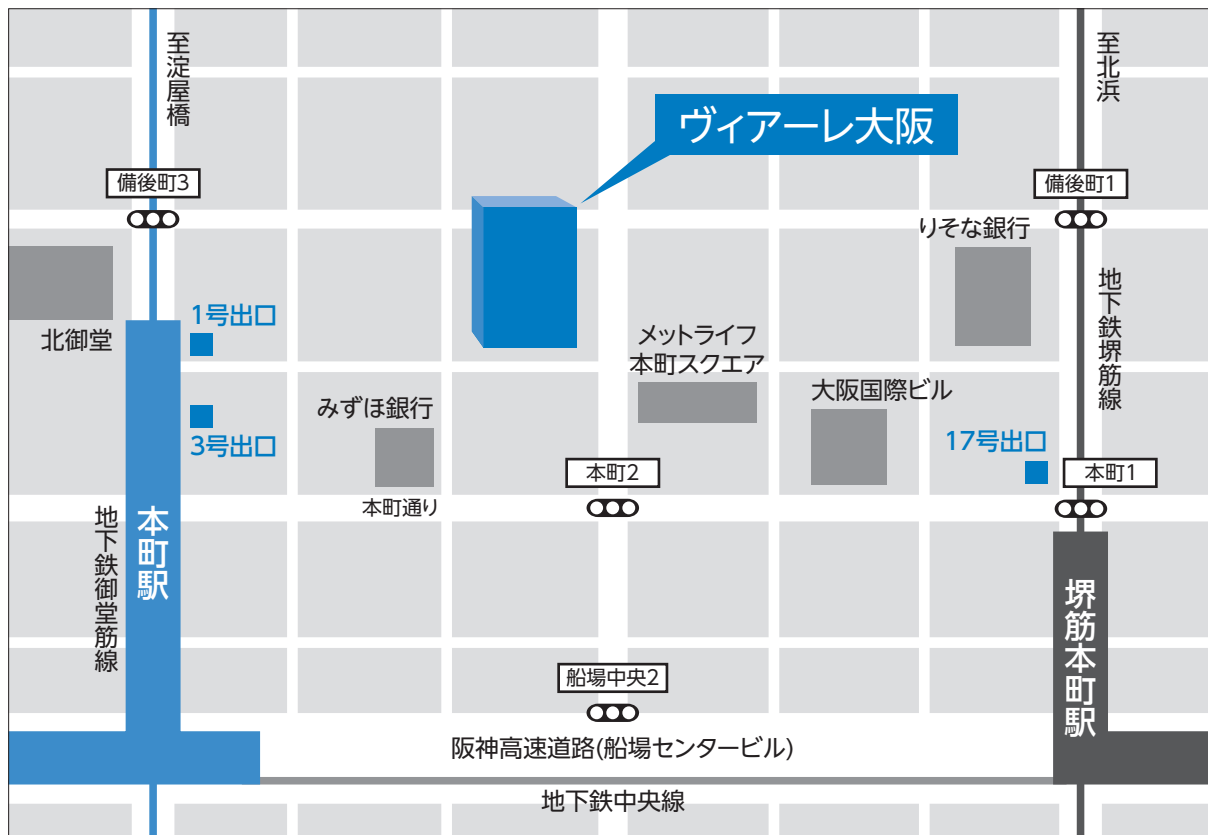 至淀屋橋
至北浜
ヴィアーレ大阪
備後町3
備後町1
りそな銀行
1号出口
北御堂
地下鉄堺筋線
メットライフ
本町スクエア
大阪国際ビル
みずほ銀行
3号出口
17号出口
本町2
本町1
本町通り
地下鉄御堂筋線
本町駅
堺筋本町駅
船場中央2
阪神高速道路(船場センタービル)
地下鉄中央線